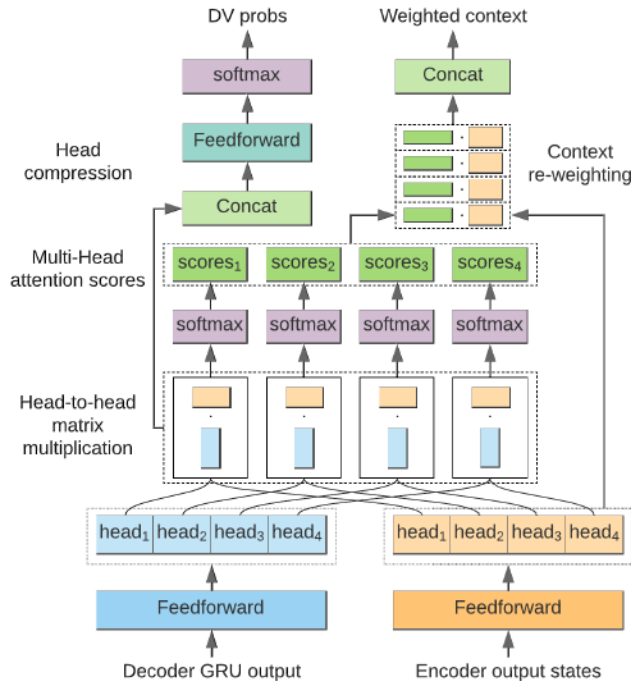 DV probs
Weighted context
softmax
Concat
Feedforward
Head
compression
Context
re-weighting
Concat
Multi-Head
attention scores
scores1 scores2 scores3 scores4
softmax softmax softmax softmax
Head-to-head
matrix
multiplication
head1 head2 head3 head4
head1 head2 head3 head4
Feedforward
Feedforward
Decoder GRU output
Encoder output states